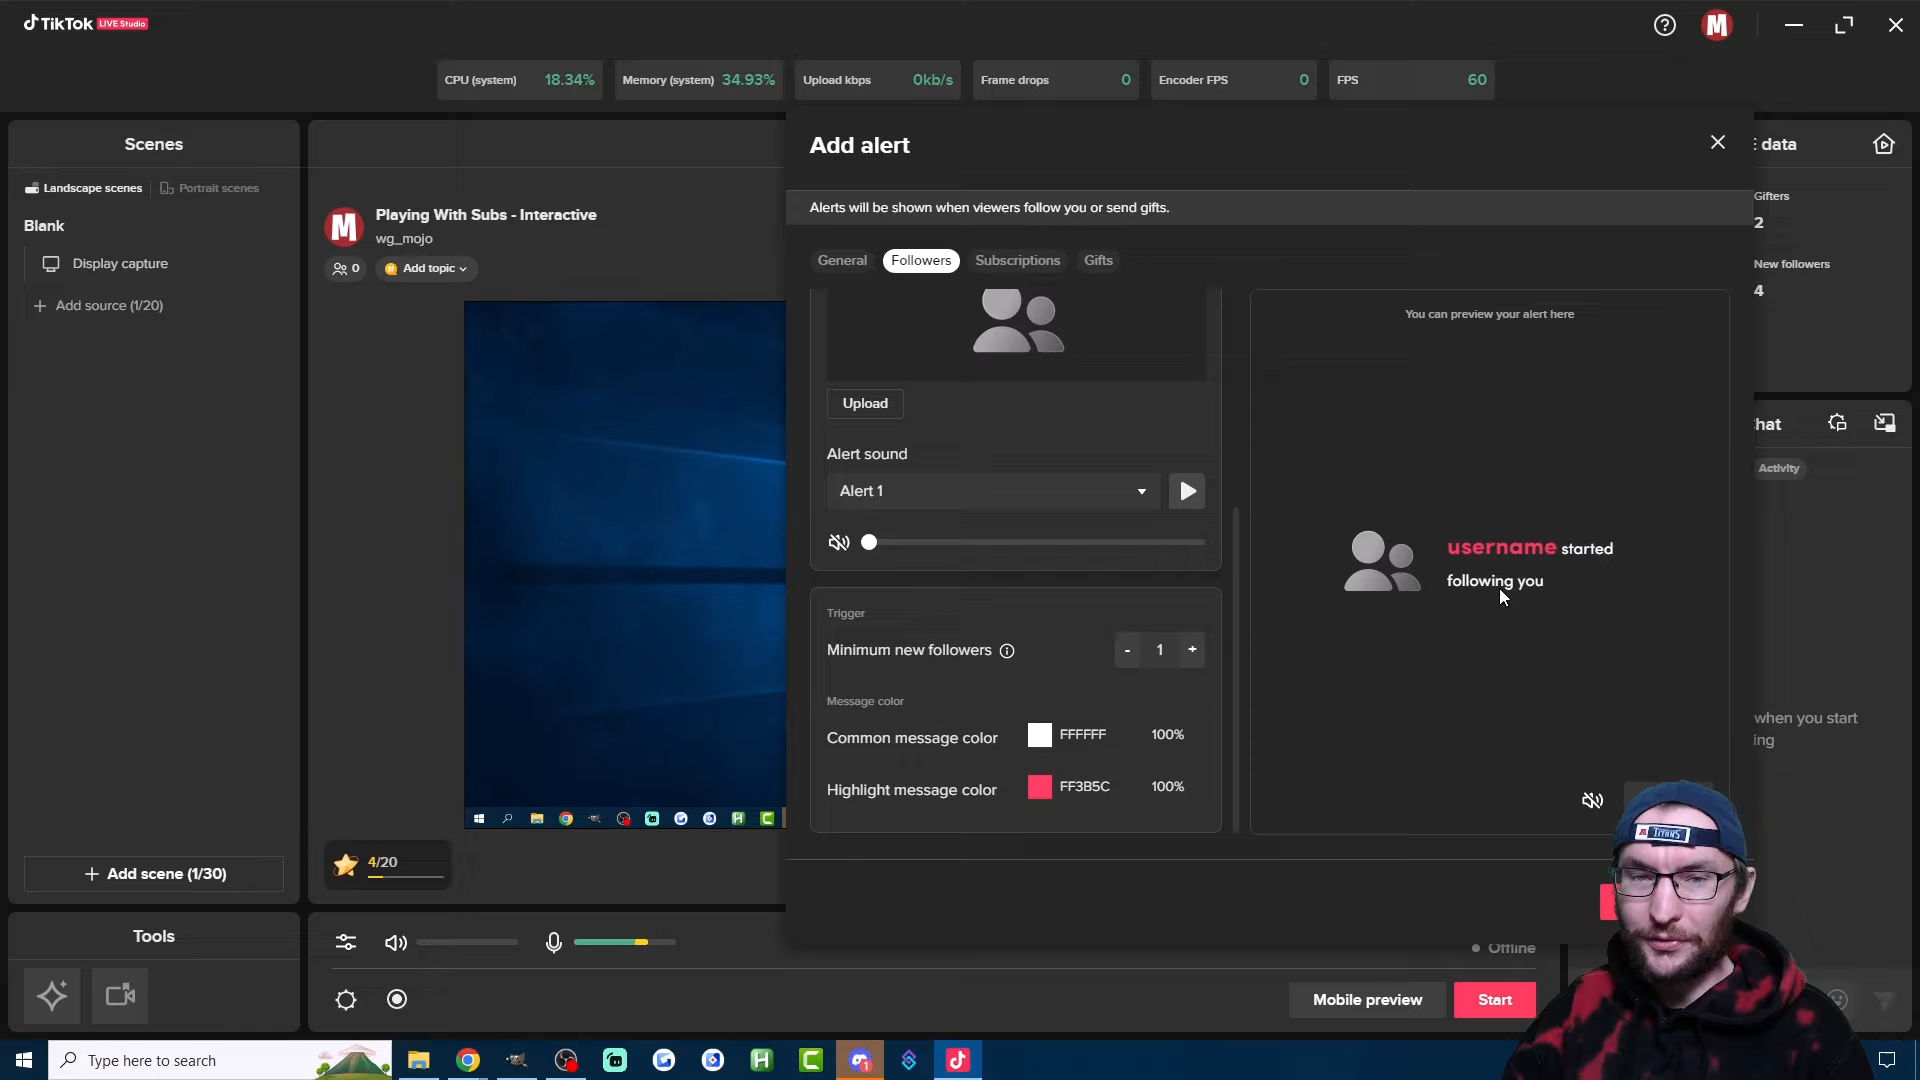 TikTok LIVE Studio
M
CPU (system) 18.34%
Memory (system) 34.93%
Upload kbps 0kb/s
Frame drops 0
Encoder FPS 0
FPS 60
Scenes
Landscape scenes
Portrait scenes
Blank
Display capture
+ Add source (1/20)
+ Add scene (1/30)
Tools
M
Playing With Subs - Interactive
wg_mojo
0
Add topic
4/20
Add alert
Alerts will be shown when viewers follow you or send gifts.
General Followers Subscriptions Gifts
Upload
Alert sound
Alert 1
Trigger
Minimum new followers
- 1 +
Message color
Common message color FFFFFF 100%
Highlight message color FF3B5C 100%
You can preview your alert here
username started
following you
data
Gifters
2
New followers
4
hat
Activity
when you start
ing
Offline
Mobile preview
Start
TITANS
Type here to search